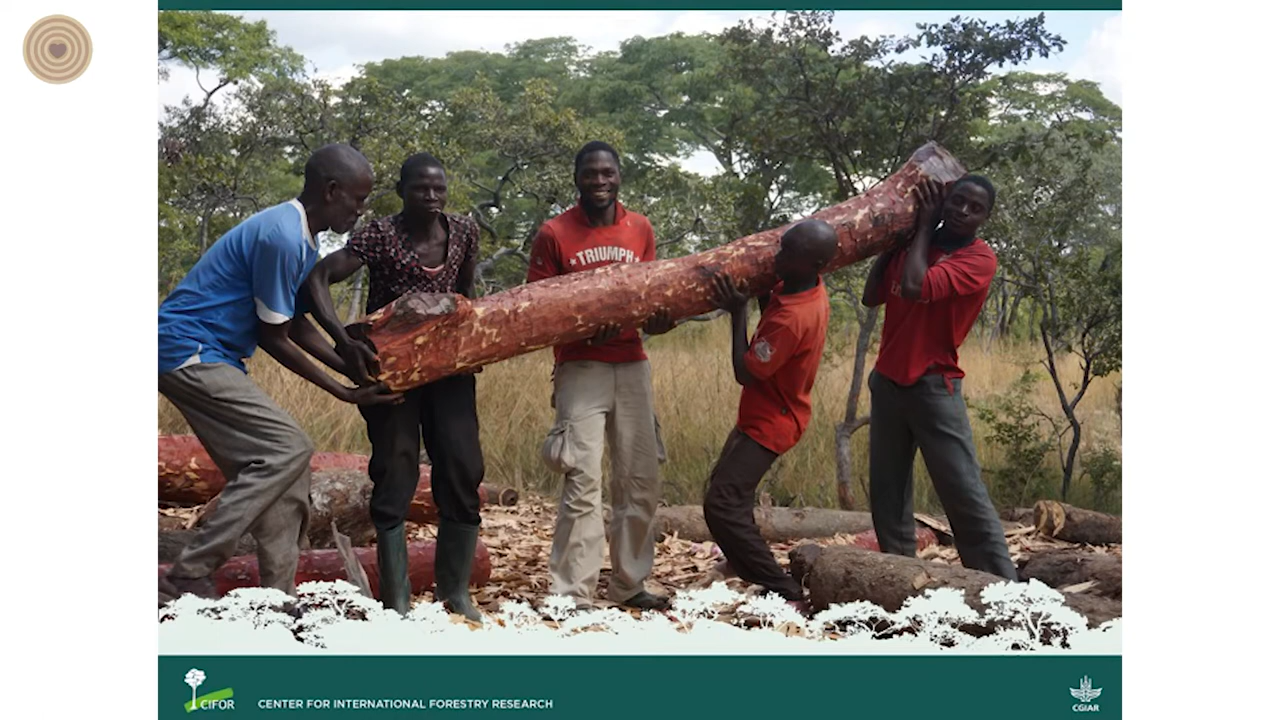 TRIUMPH
CIFOR
CENTER FOR INTERNATIONAL FORESTRY RESEARCH
CGIAR